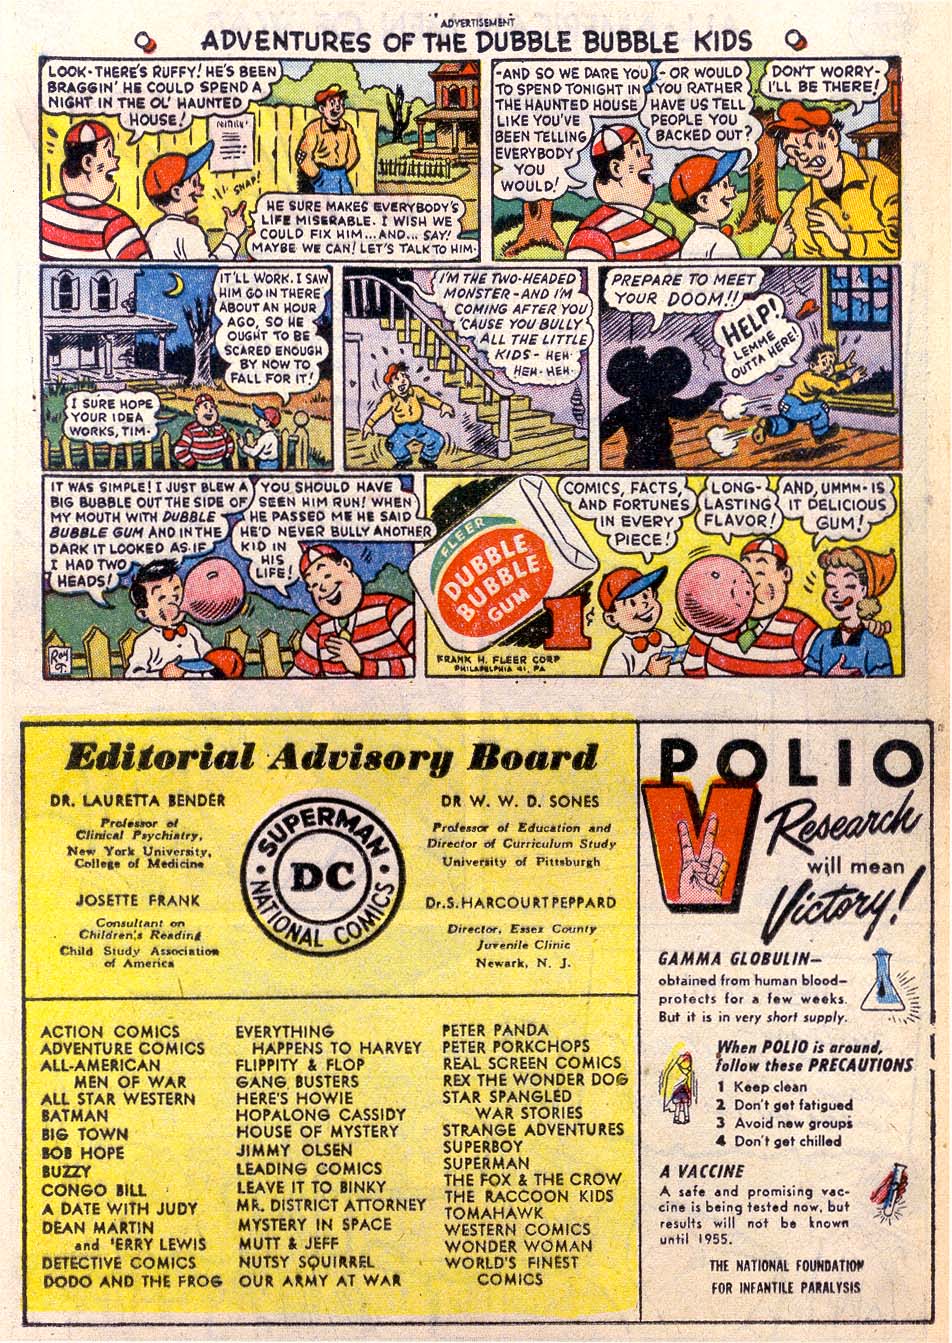 ADVERTISEMENT
ADVENTURES OF THE DUBBLE BUBBLE KIDS
LOOK-THERE'S RUFFY! HE'S BEEN
BRAGGIN' HE COULD SPEND A
NIGHT IN THE OL' HAUNTED
HOUSE!
SNAP!
HE SURE MAKES EVERYBODY'S
LIFE MISERABLE. I WISH WE
COULD FIX HIM...AND... SAY!
MAYBE WE CAN! LET'S TALK TO HIM.
-AND SO WE DARE YOU
TO SPEND TONIGHT IN
THE HAUNTED HOUSE
LIKE YOU'VE
BEEN TELLING
EVERYBODY
YOU
WOULD!
- OR WOULD
YOU RATHER
HAVE US TELL
PEOPLE YOU
BACKED OUT?
DON'T WORRY-
I'LL BE THERE!
IT'LL WORK. I SAW
HIM GO IN THERE
ABOUT AN HOUR
AGO, SO HE
OUGHT TO BE
SCARED ENOUGH
BY NOW TO
FALL FOR IT!
I SURE HOPE
YOUR IDEA
WORKS, TIM.
I'M THE TWO-HEADED
MONSTER-AND I'M
COMING AFTER YOU
'CAUSE YOU BULLY
ALL THE LITTLE
KIDS- HEH-
HEH- HEH-
PREPARE TO MEET
YOUR DOOM!!
HELP!
LEMME
OUTTA HERE!
IT WAS SIMPLE! I JUST BLEW A
BIG BUBBLE OUT THE SIDE OF
MY MOUTH WITH DUBBLE
BUBBLE GUM AND IN THE
DARK IT LOOKED AS IF
I HAD TWO
HEADS!
YOU SHOULD HAVE
SEEN HIM RUN! WHEN
HE PASSED ME HE SAID
HE'D NEVER BULLY ANOTHER
KID IN
HIS
LIFE!
ROY
G.
FLEER
DUBBLE
BUBBLE
GUM
1¢
FRANK H. FLEER CORP
PHILADELPHIA 41, PA
COMICS, FACTS,
AND FORTUNES
IN EVERY
PIECE!
LONG-
LASTING
FLAVOR!
AND, UMMM- IS
IT DELICIOUS
GUM!
Editorial Advisory Board
DR. LAURETTA BENDER
Professor of
Clinical Psychiatry,
New York University,
College of Medicine
JOSETTE FRANK
Consultant on
Children's Reading
Child Study Association
of America
SUPERMAN
DC
NATIONAL COMICS
DR W. W. D. SONES
Professor of Education and
Director of Curriculum Study
University of Pittsburgh
Dr. S. HARCOURT PEPPARD
Director, Essex County
Juvenile Clinic
Newark, N. J.
ACTION COMICS
ADVENTURE COMICS
ALL-AMERICAN
MEN OF WAR
ALL STAR WESTERN
BATMAN
BIG TOWN
BOB HOPE
BUZZY
CONGO BILL
A DATE WITH JUDY
DEAN MARTIN
and 'ERRY LEWIS
DETECTIVE COMICS
DODO AND THE FROG
EVERYTHING
HAPPENS TO HARVEY
FLIPPITY & FLOP
GANG BUSTERS
HERE'S HOWIE
HOPALONG CASSIDY
HOUSE OF MYSTERY
JIMMY OLSEN
LEADING COMICS
LEAVE IT TO BINKY
MR. DISTRICT ATTORNEY
MYSTERY IN SPACE
MUTT & JEFF
NUTSY SQUIRREL
OUR ARMY AT WAR
PETER PANDA
PETER PORKCHOPS
REAL SCREEN COMICS
REX THE WONDER DOG
STAR SPANGLED
WAR STORIES
STRANGE ADVENTURES
SUPERBOY
SUPERMAN
THE FOX & THE CROW
THE RACCOON KIDS
TOMAHAWK
WESTERN COMICS
WONDER WOMAN
WORLD'S FINEST
COMICS
POLIO
Research
will mean
Victory!
GAMMA GLOBULIN—
obtained from human blood—
protects for a few weeks.
But it is in very short supply.
When POLIO is around,
follow these PRECAUTIONS
1 Keep clean
2 Don't get fatigued
3 Avoid new groups
4 Don't get chilled
A VACCINE
A safe and promising vac-
cine is being tested now, but
results will not be known
until 1955.
THE NATIONAL FOUNDATION
FOR INFANTILE PARALYSIS